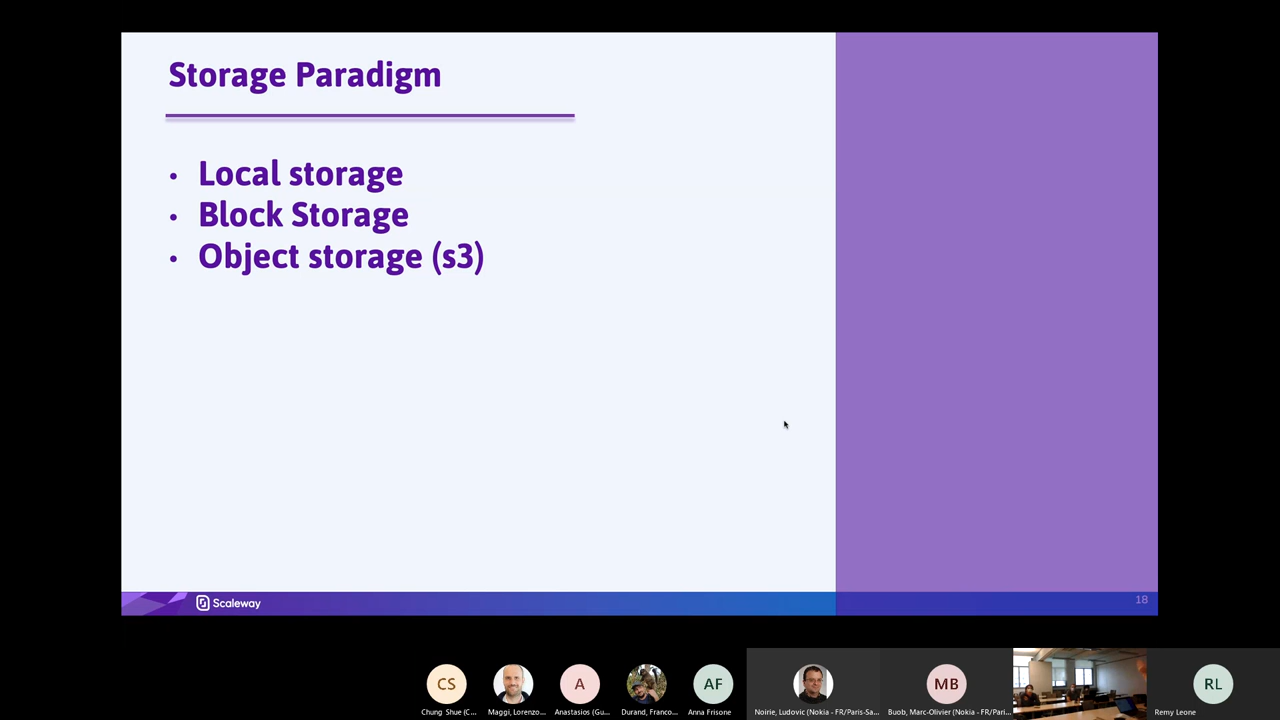 Storage Paradigm
• Local storage
• Block Storage
• Object storage (s3)
Scaleway
18
CS
A
AF
MB
RL
Chung Shue (C...
Maggi, Lorenzo...
Anastasios (Gu...
Durand, Franco...
Anna Frisone
Noirie, Ludovic (Nokia - FR/Paris-Sa...
Buob, Marc-Olivier (Nokia - FR/Pari...
Remy Leone